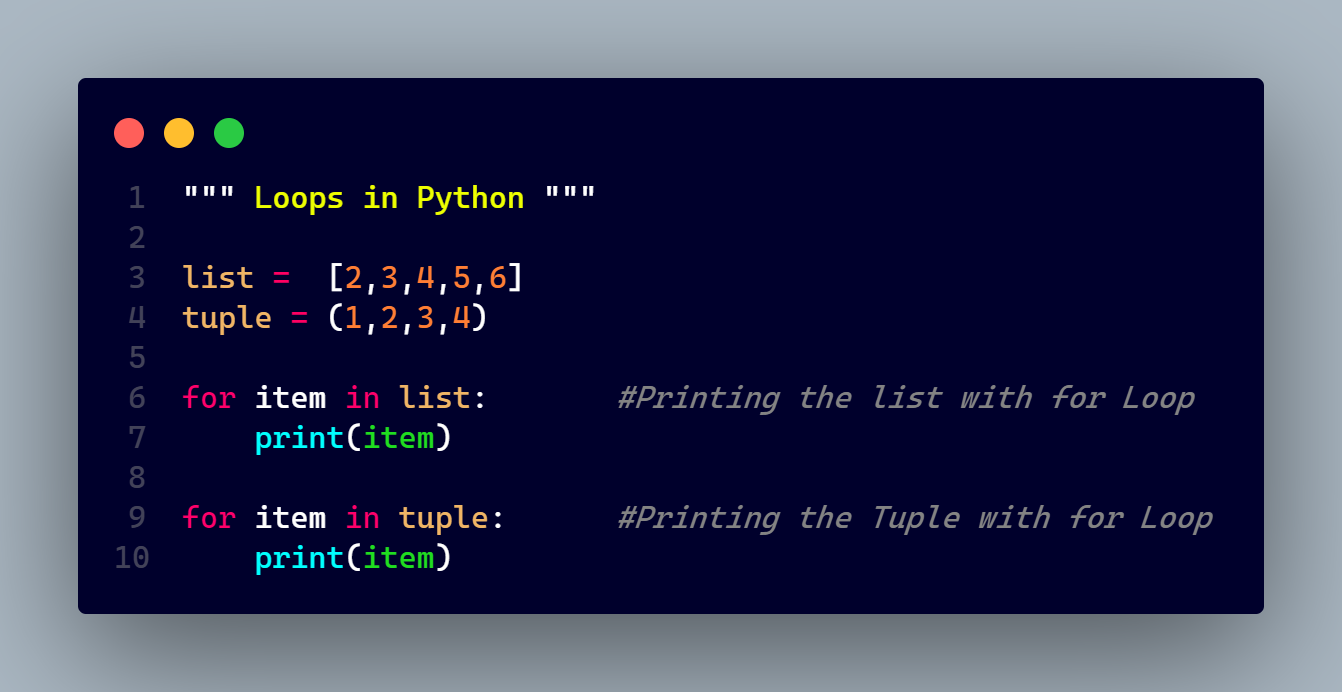 1 """ Loops in Python """
2
3 list =  [2,3,4,5,6]
4 tuple = (1,2,3,4)
5
6 for item in list:       #Printing the list with for Loop
7     print(item)
8
9 for item in tuple:      #Printing the Tuple with for Loop
10     print(item)